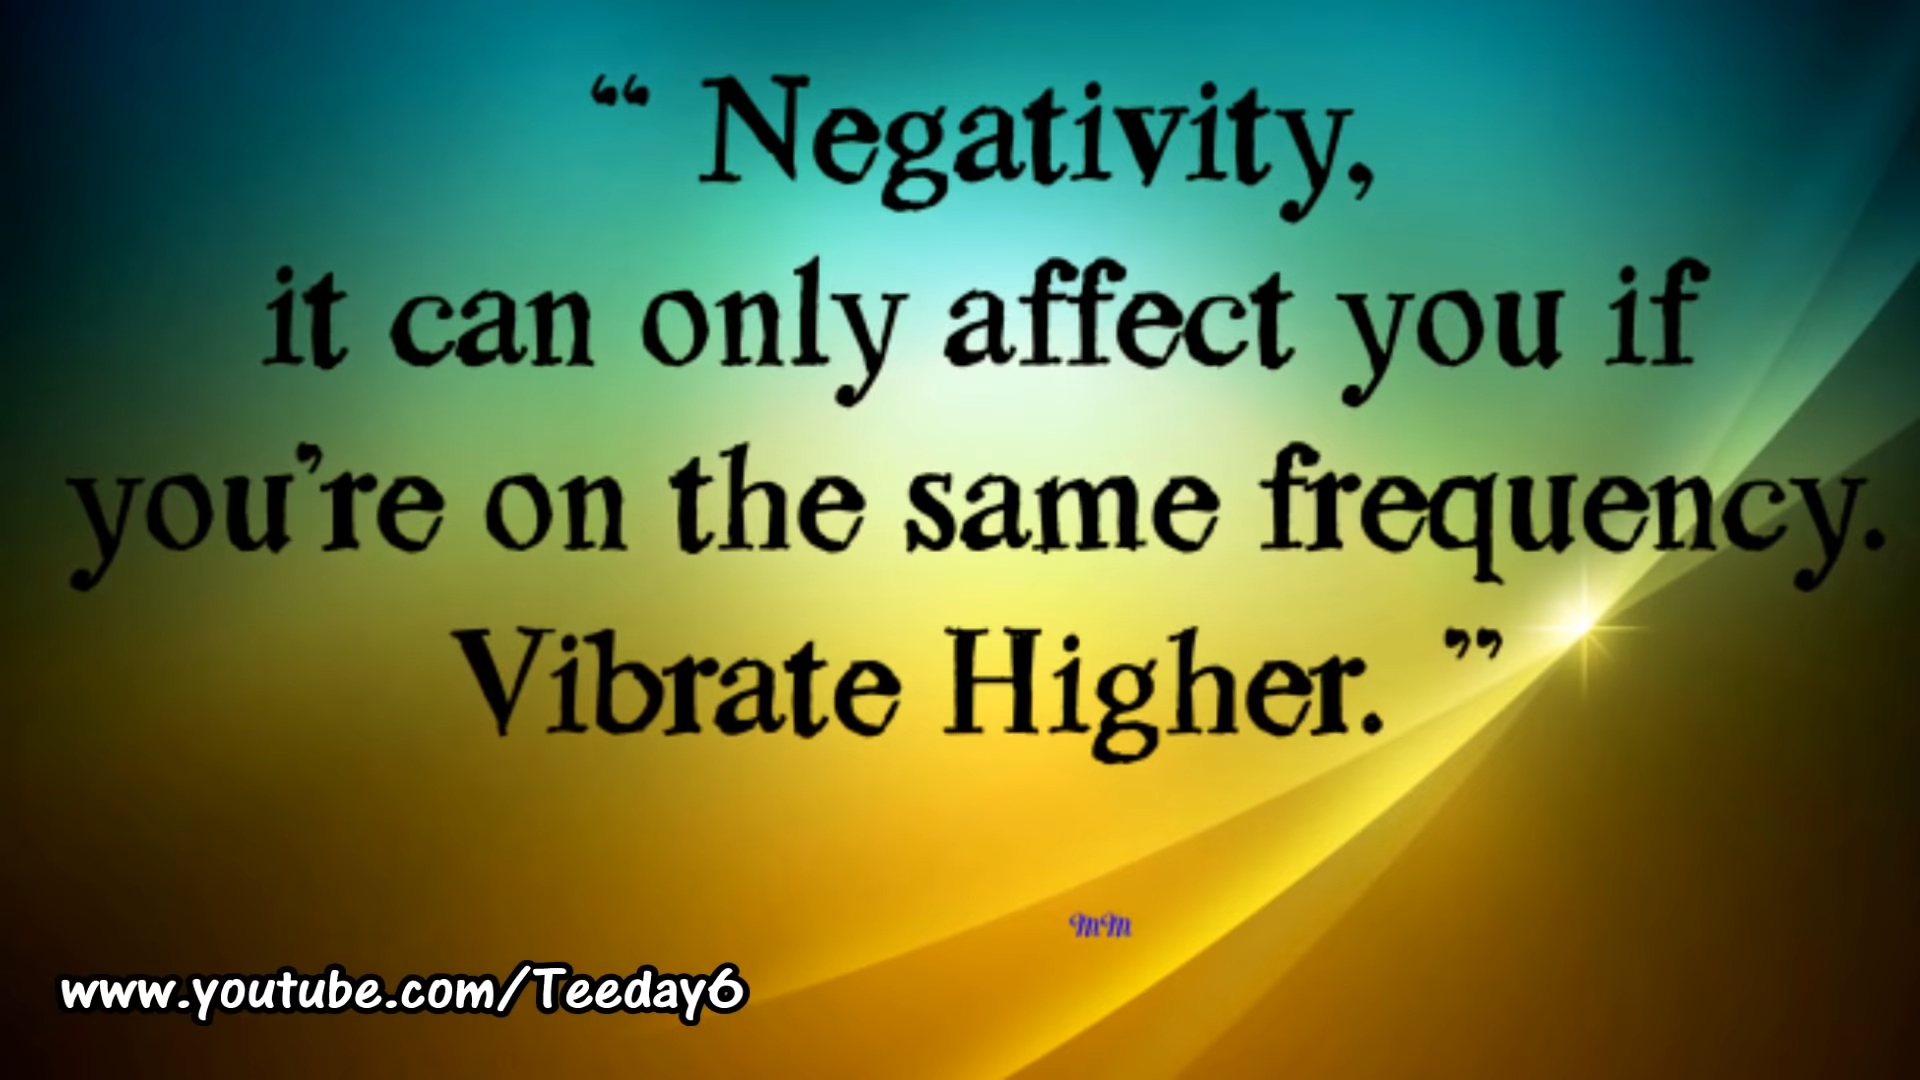 “ Negativity,
it can only affect you if
you’re on the same frequency.
Vibrate Higher. ”
mm
www.youtube.com/Teeday6